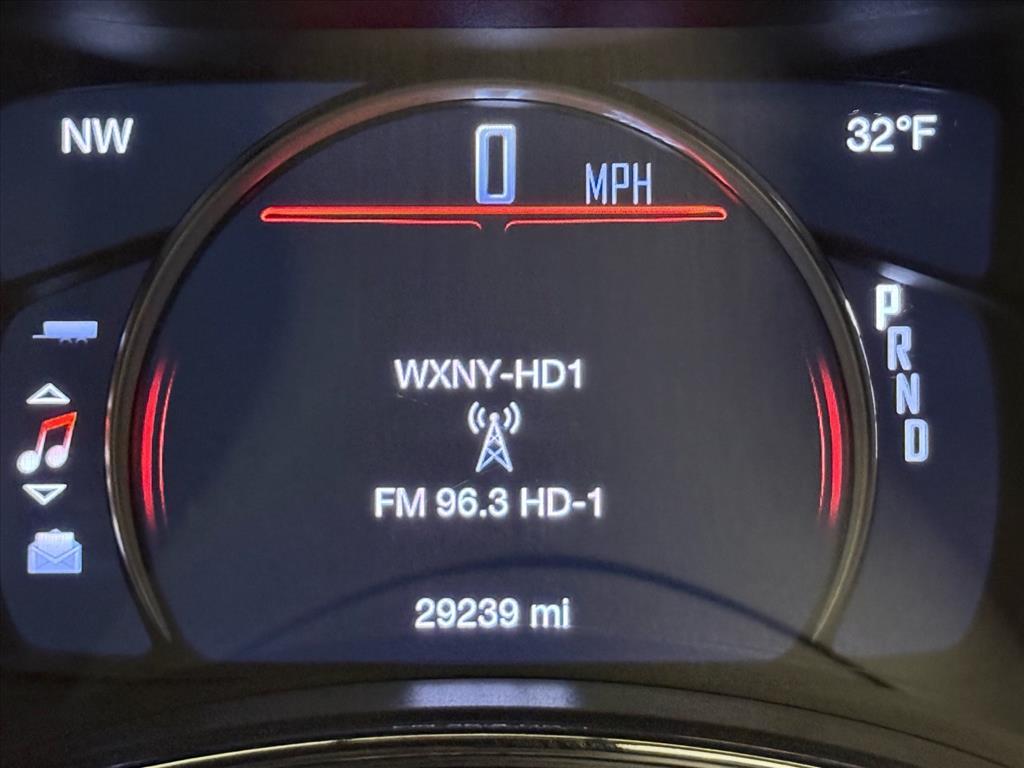 NW
32°F
0 MPH
P
R
N
D
WXNY-HD1
FM 96.3 HD-1
29239 mi